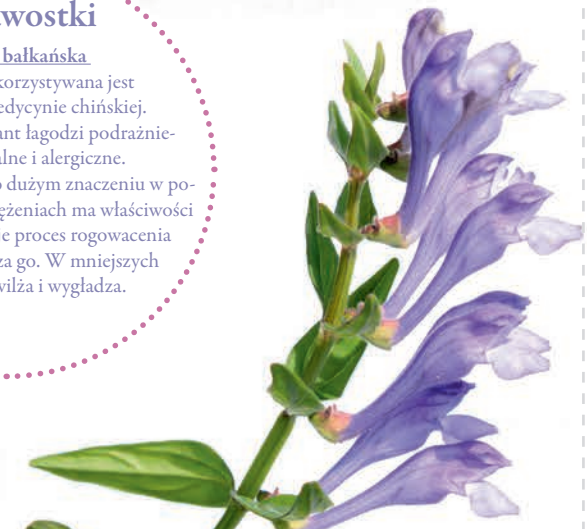 wostki
bałkańska
korzystywana jest
edycynie chińskiej.
ant łagodzi podrażnie-
alne i alergiczne.
o dużym znaczeniu w po-
ężeniach ma właściwości
e proces rogowacenia
za go. W mniejszych
wilża i wygładza.